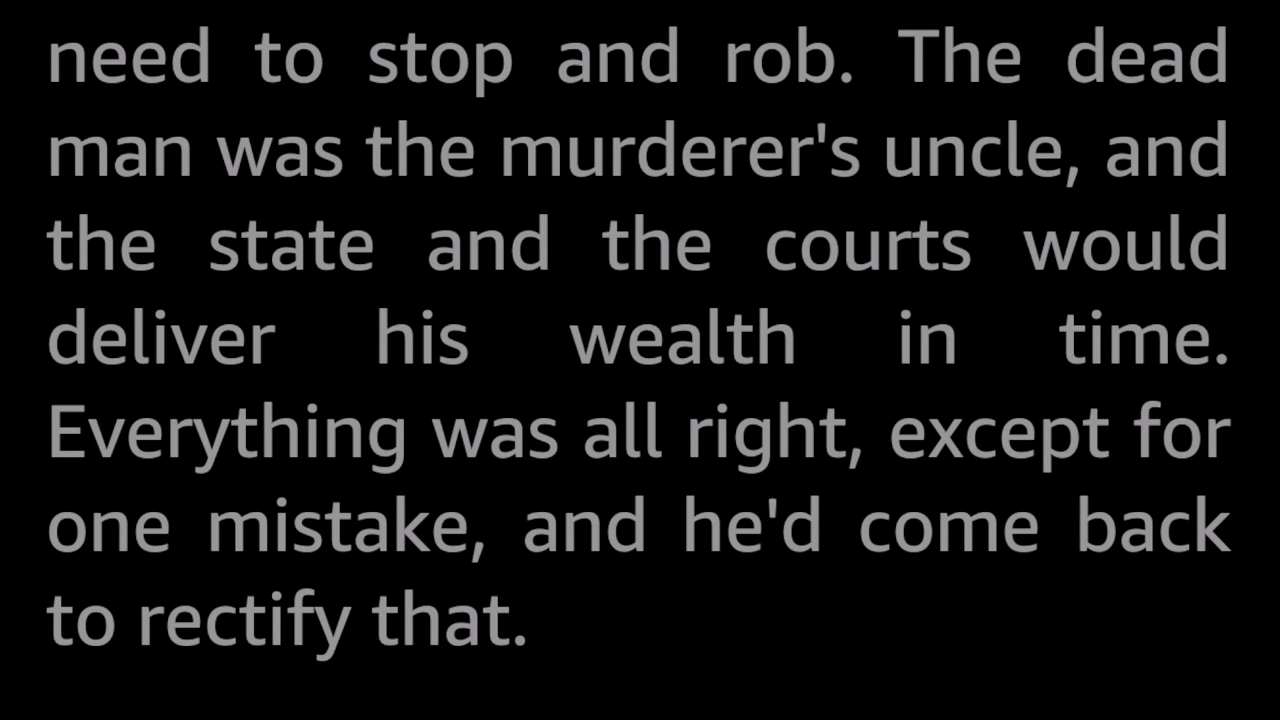 need to stop and rob. The dead
man was the murderer's uncle, and
the state and the courts would
deliver his wealth in time.
Everything was all right, except for
one mistake, and he'd come back
to rectify that.